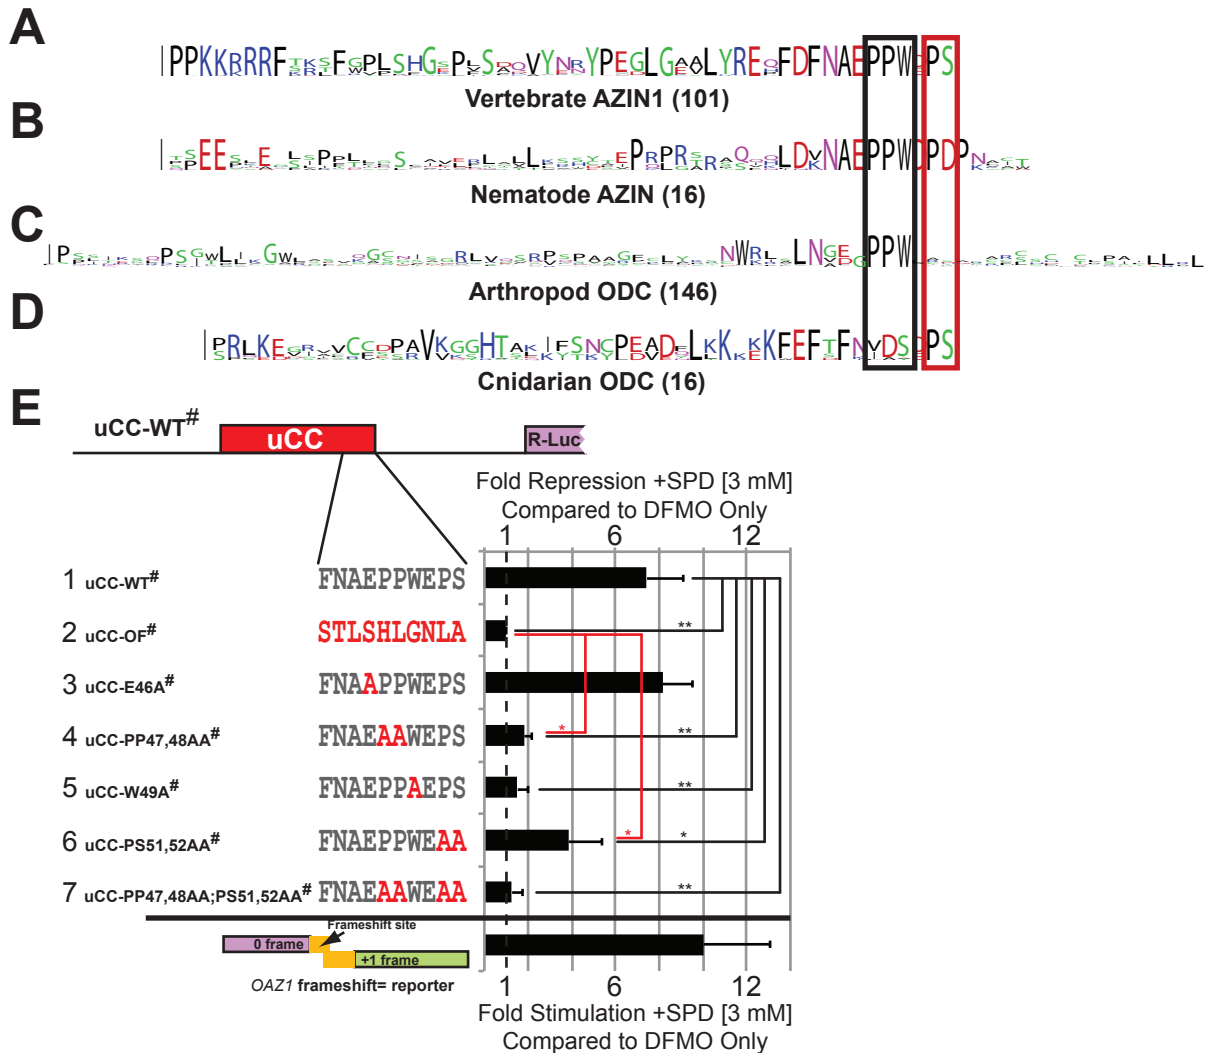 A
Vertebrate AZIN1 (101)
B
Nematode AZIN (16)
C
Arthropod ODC (146)
D
Cnidarian ODC (16)
E
uCC-WT#
uCC
R-Luc
Fold Repression +SPD [3 mM]
Compared to DFMO Only
1 6 12
1 uCC-WT# FNAEPPWEPS
2 uCC-OF# STLSHLGNLA **
3 uCC-E46A# FNAAPPWEPS
4 uCC-PP47,48AA# FNAEAAWEPS * **
5 uCC-W49A# FNAEPPAEPS **
6 uCC-PS51,52AA# FNAEPPWEAA * *
7 uCC-PP47,48AA;PS51,52AA# FNAEAAWEAA **
Frameshift site
0 frame
+1 frame
OAZ1 frameshift= reporter
1 6 12
Fold Stimulation +SPD [3 mM]
Compared to DFMO Only